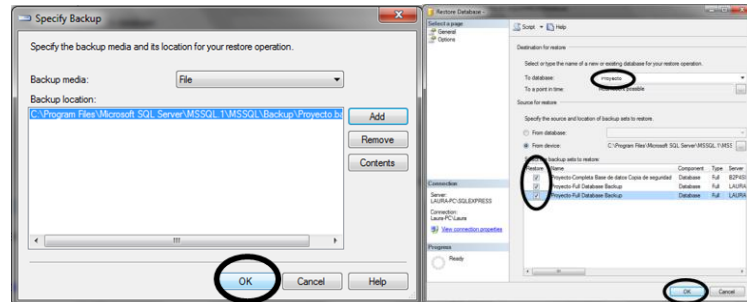 Specify Backup
Specify the backup media and its location for your restore operation.
Backup media:
File
Backup location:
C:\Program Files\Microsoft SQL Server\MSSQL.1\MSSQL\Backup\Proyecto.ba
Add
Remove
Contents
OK
Cancel
Help
Restore Database -
Select a page
General
Options
Script
Help
Destination for restore
Select or type the name of a new or existing database for your restore operation.
To database:
Proyecto
To a point in time:
possible
Source for restore
Specify the source and location of backup sets to restore.
From database:
From device:
C:\Program Files\Microsoft SQL Server\MSSQL.1\MSS
Select the backup sets to restore:
Restore Name Component Type Server
Proyecto-Completa Base de datos Copia de seguridad Database Full
Proyecto-Full Database Backup Database Full LAURA
Proyecto-Full Database Backup Database Full LAURA
Connection
Server:
LAURA-PC\SQLEXPRESS
Connection:
Laura-PC\Laura
View connection properties
Progress
Ready
OK
Cancel